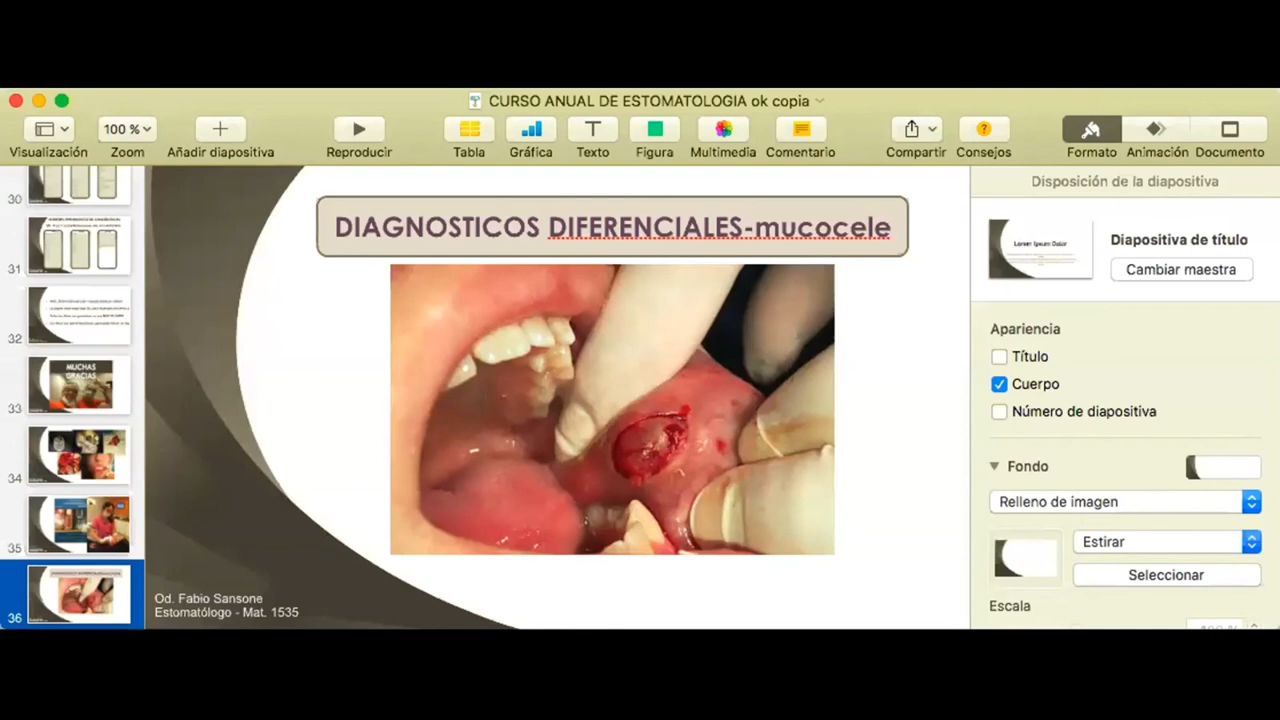 CURSO ANUAL DE ESTOMATOLOGIA ok copia
100 %
Visualización
Zoom
Añadir diapositiva
Reproducir
Tabla
Gráfica
Texto
Figura
Multimedia
Comentario
Compartir
Consejos
Formato
Animación
Documento
30
31
32
33
MUCHAS
GRACIAS
34
35
36
DIAGNOSTICOS DIFERENCIALES-mucocele
Od. Fabio Sansone
Estomatólogo - Mat. 1535
Disposición de la diapositiva
Lorem Ipsum Dolor
Diapositiva de título
Cambiar maestra
Apariencia
Título
Cuerpo
Número de diapositiva
Fondo
Relleno de imagen
Estirar
Seleccionar
Escala